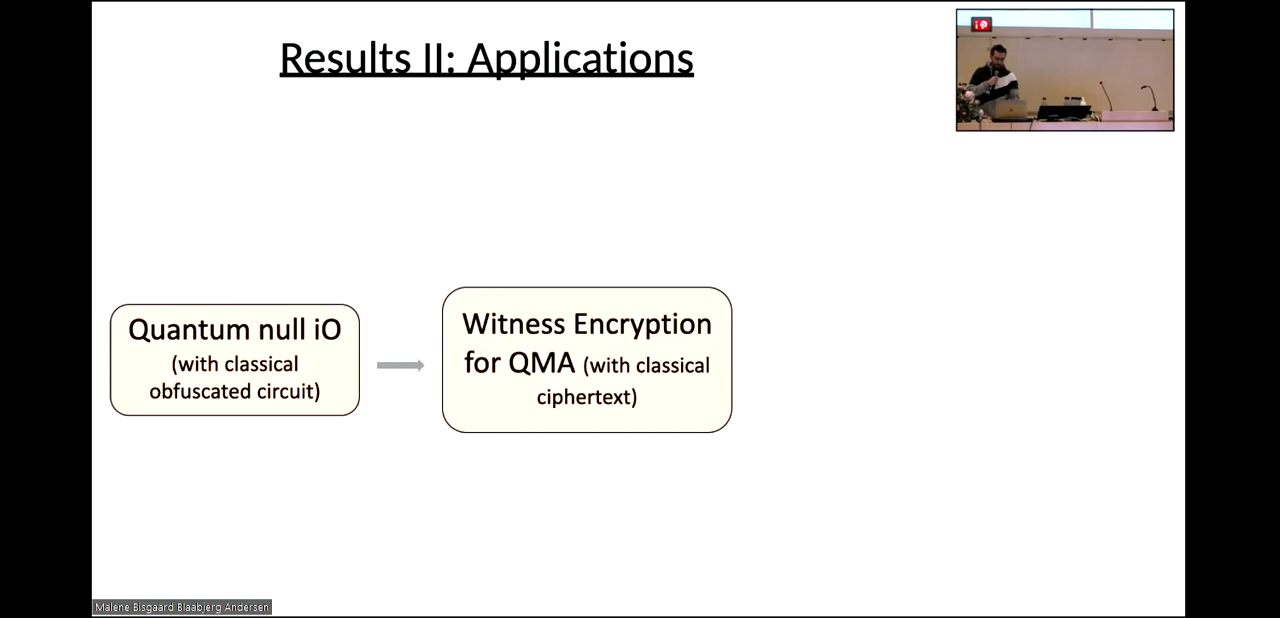 Results II: Applications
Quantum null iO
(with classical
obfuscated circuit)
Witness Encryption
for QMA (with classical
ciphertext)
Malene Bisgaard Blaabjerg Andersen